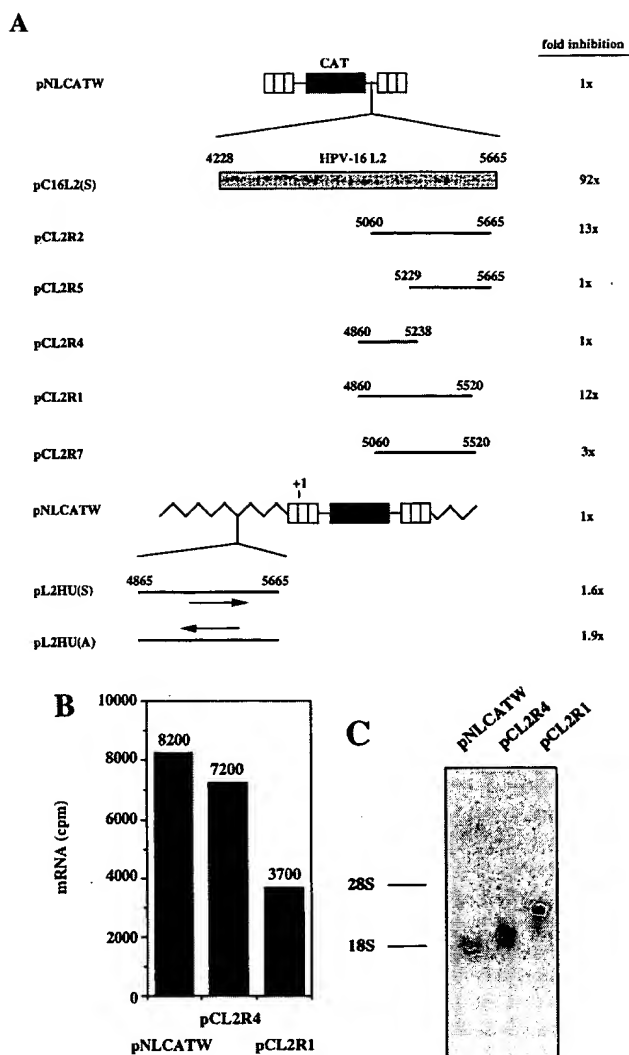 A
fold inhibition
CAT
pNLCATW 1x
4228 HPV-16 L2 5665
pC16L2(S) 92x
5060 5665
pCL2R2 13x
5229 5665
pCL2R5 1x
4860 5238
pCL2R4 1x
4860 5520
pCL2R1 12x
5060 5520
pCL2R7 3x
+1
pNLCATW 1x
4865 5665
pL2HU(S) 1.6x
pL2HU(A) 1.9x
B
mRNA (cpm)
10000
8000
6000
4000
2000
0
8200
7200
3700
pCL2R4
pNLCATW pCL2R1
C
pNLCATW
pCL2R4
pCL2R1
28S
18S